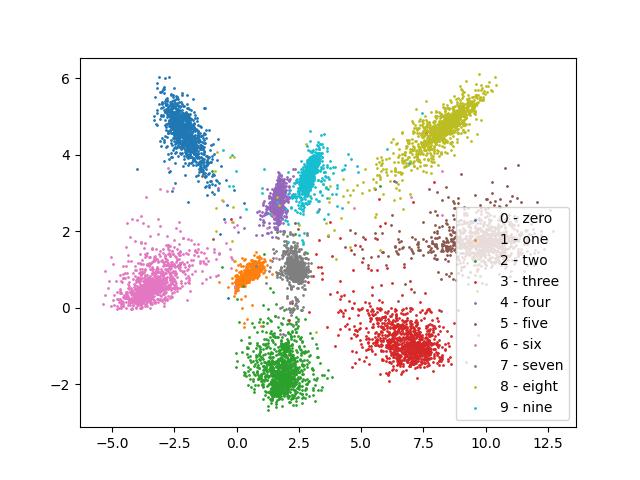 6
4
2
0
−2
−5.0 −2.5 0.0 2.5 5.0 7.5 10.0 12.5
0 - zero
1 - one
2 - two
3 - three
4 - four
5 - five
6 - six
7 - seven
8 - eight
9 - nine